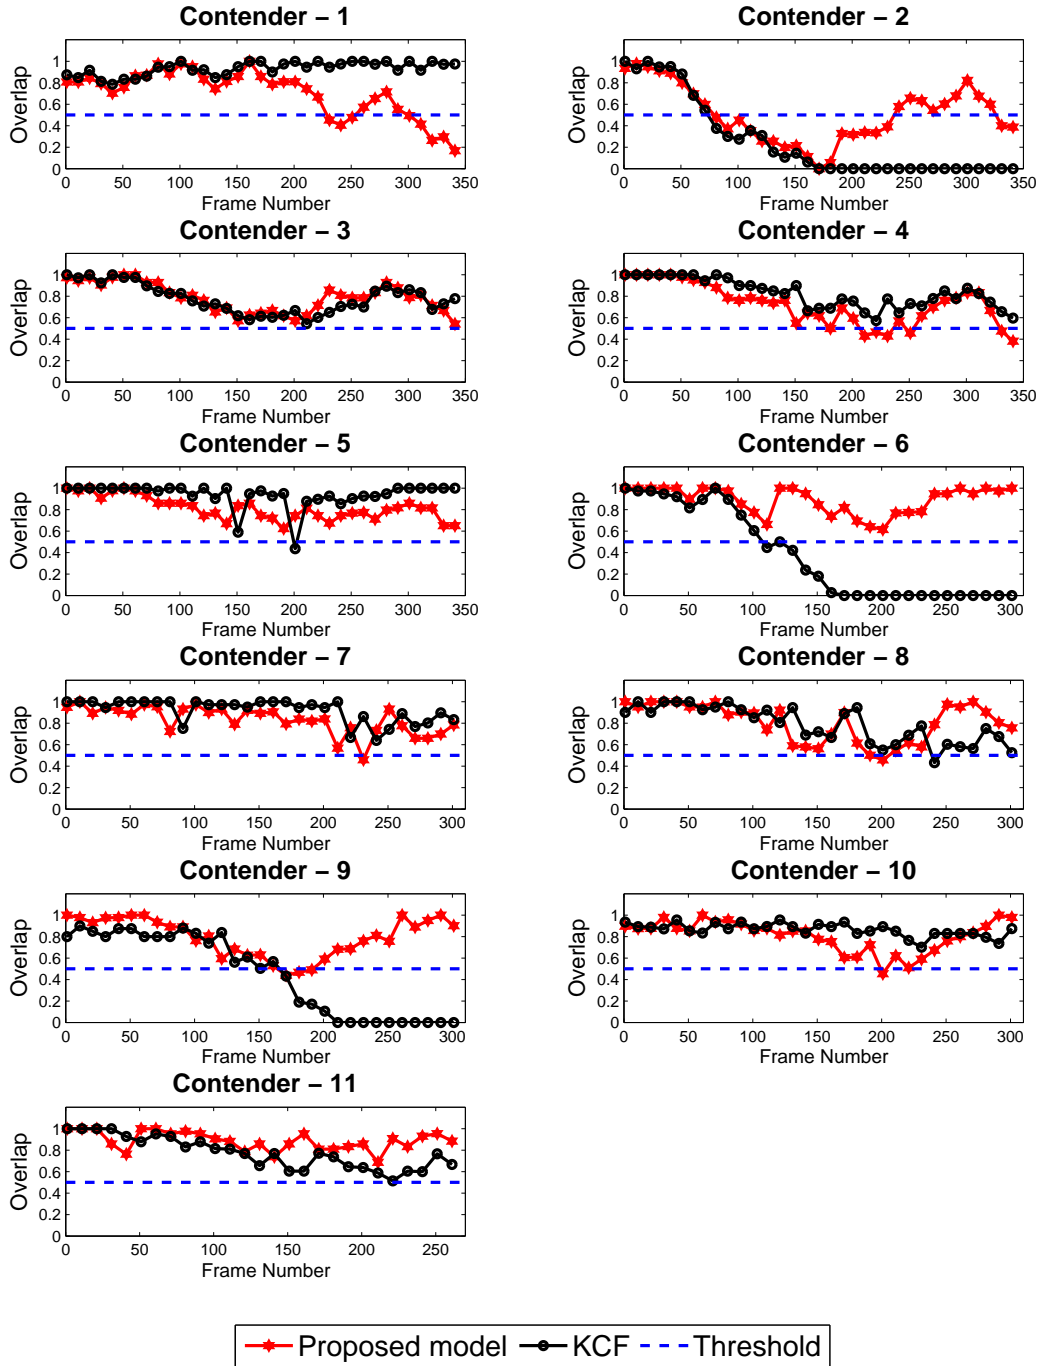 Contender – 1
Overlap
1
0.8
0.6
0.4
0.2
0
0 50 100 150 200 250 300 350
Frame Number
Contender – 2
Overlap
1
0.8
0.6
0.4
0.2
0
0 50 100 150 200 250 300 350
Frame Number
Contender – 3
Overlap
1
0.8
0.6
0.4
0.2
0
0 50 100 150 200 250 300 350
Frame Number
Contender – 4
Overlap
1
0.8
0.6
0.4
0.2
0
0 50 100 150 200 250 300 350
Frame Number
Contender – 5
Overlap
1
0.8
0.6
0.4
0.2
0
0 50 100 150 200 250 300 350
Frame Number
Contender – 6
Overlap
1
0.8
0.6
0.4
0.2
0
0 50 100 150 200 250 300
Frame Number
Contender – 7
Overlap
1
0.8
0.6
0.4
0.2
0
0 50 100 150 200 250 300
Frame Number
Contender – 8
Overlap
1
0.8
0.6
0.4
0.2
0
0 50 100 150 200 250 300
Frame Number
Contender – 9
Overlap
1
0.8
0.6
0.4
0.2
0
0 50 100 150 200 250 300
Frame Number
Contender – 10
Overlap
1
0.8
0.6
0.4
0.2
0
0 50 100 150 200 250 300
Frame Number
Contender – 11
Overlap
1
0.8
0.6
0.4
0.2
0
0 50 100 150 200 250
Frame Number
Proposed model KCF Threshold